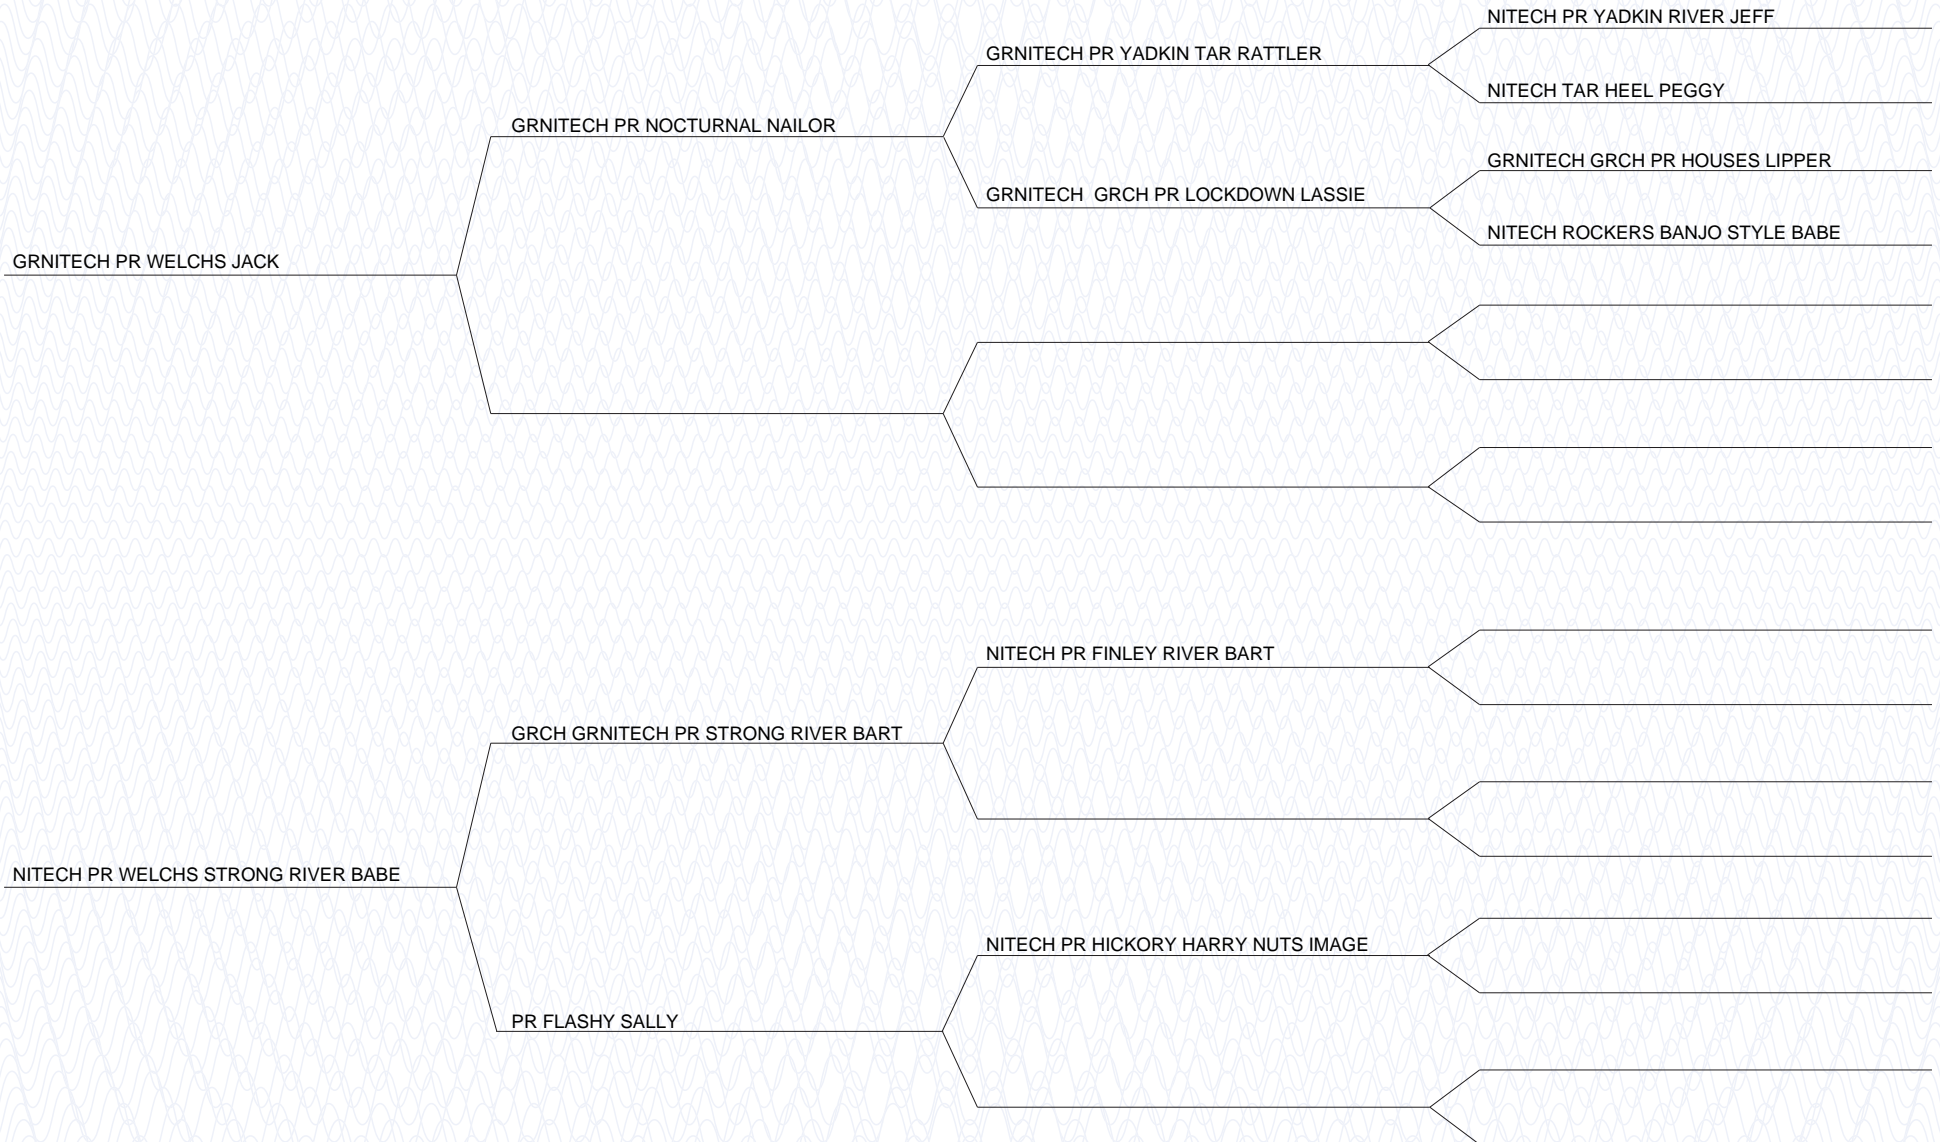 NITECH PR YADKIN RIVER JEFF
GRNITECH PR YADKIN TAR RATTLER
NITECH TAR HEEL PEGGY
GRNITECH PR NOCTURNAL NAILOR
GRNITECH GRCH PR HOUSES LIPPER
GRNITECH  GRCH PR LOCKDOWN LASSIE
NITECH ROCKERS BANJO STYLE BABE
GRNITECH PR WELCHS JACK
NITECH PR FINLEY RIVER BART
GRCH GRNITECH PR STRONG RIVER BART
NITECH PR WELCHS STRONG RIVER BABE
NITECH PR HICKORY HARRY NUTS IMAGE
PR FLASHY SALLY